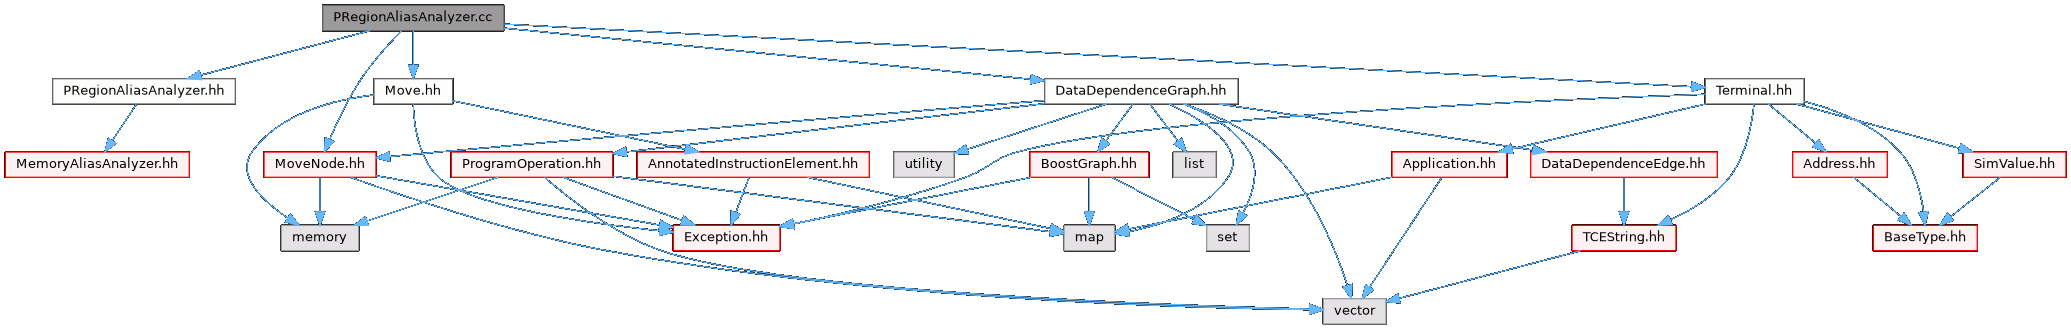 PRegionAliasAnalyzer.cc
PRegionAliasAnalyzer.hh
Move.hh
DataDependenceGraph.hh
Terminal.hh
MemoryAliasAnalyzer.hh
MoveNode.hh
ProgramOperation.hh
AnnotatedInstructionElement.hh
utility
BoostGraph.hh
list
Application.hh
DataDependenceEdge.hh
Address.hh
SimValue.hh
memory
Exception.hh
map
set
TCEString.hh
BaseType.hh
vector